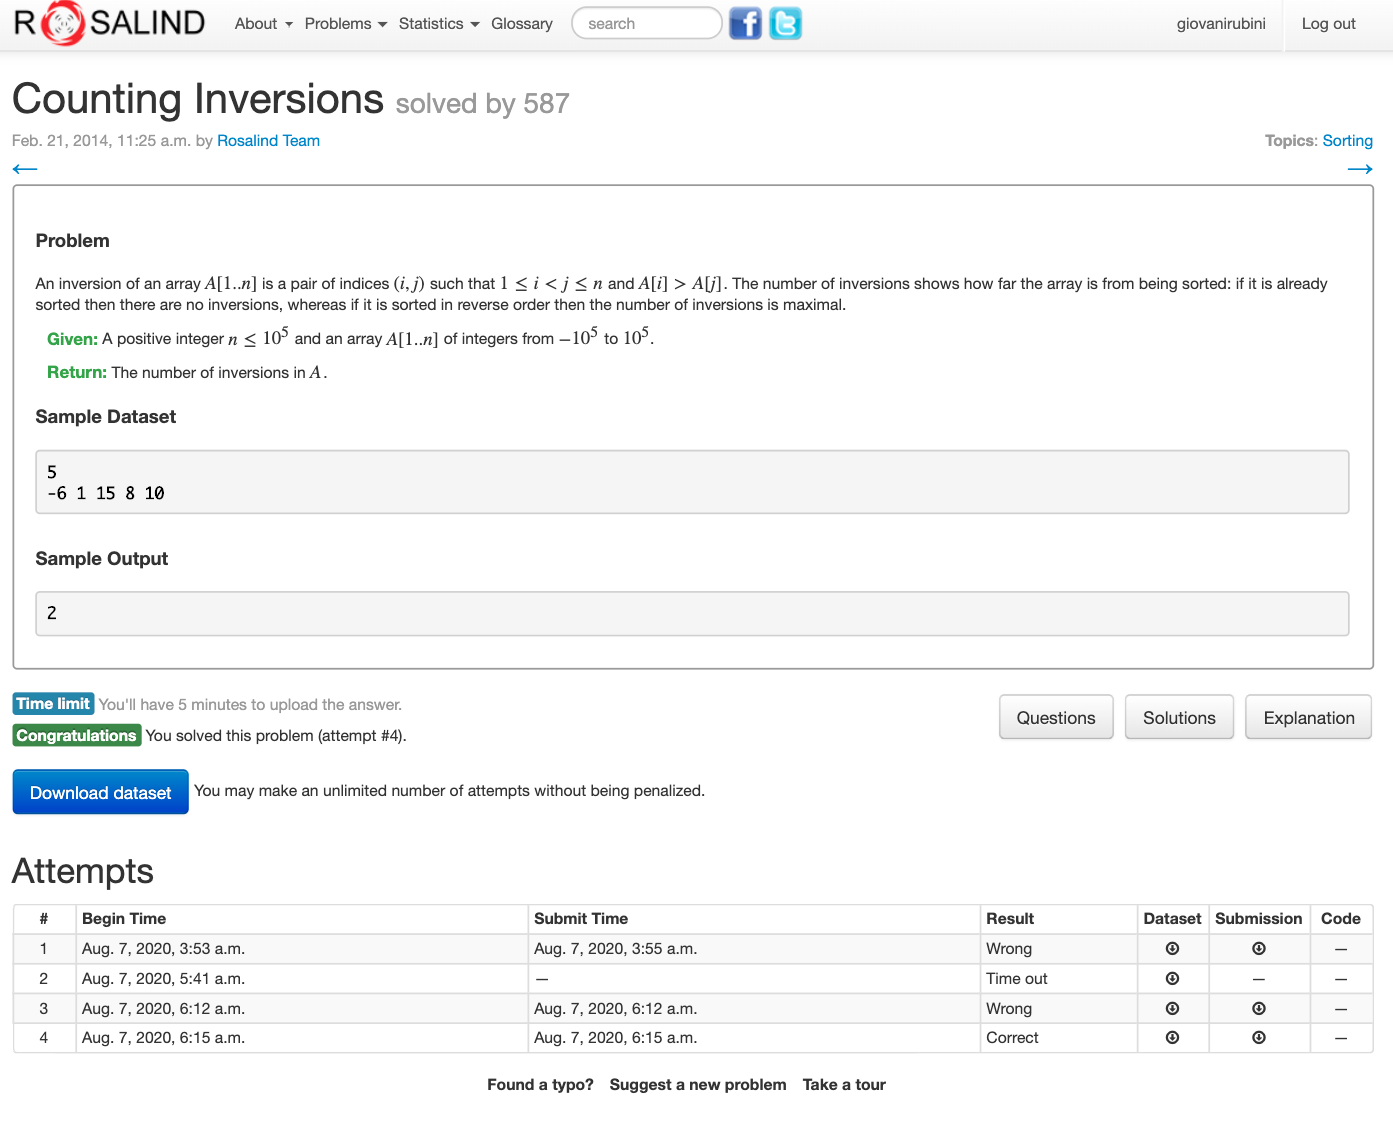 ROSALIND About Problems Statistics Glossary search f t giovanirubini Log out
Counting Inversions solved by 587
Feb. 21, 2014, 11:25 a.m. by Rosalind Team Topics: Sorting
← →
Problem
An inversion of an array A[1..n] is a pair of indices (i, j) such that 1 ≤ i < j ≤ n and A[i] > A[j]. The number of inversions shows how far the array is from being sorted: if it is already
sorted then there are no inversions, whereas if it is sorted in reverse order then the number of inversions is maximal.
Given: A positive integer n ≤ 10⁵ and an array A[1..n] of integers from −10⁵ to 10⁵.
Return: The number of inversions in A.
Sample Dataset
5
-6 1 15 8 10
Sample Output
2
Time limit You'll have 5 minutes to upload the answer.
Congratulations You solved this problem (attempt #4).
Questions Solutions Explanation
Download dataset You may make an unlimited number of attempts without being penalized.
Attempts
# Begin Time Submit Time Result Dataset Submission Code
1 Aug. 7, 2020, 3:53 a.m. Aug. 7, 2020, 3:55 a.m. Wrong —
2 Aug. 7, 2020, 5:41 a.m. — Time out — —
3 Aug. 7, 2020, 6:12 a.m. Aug. 7, 2020, 6:12 a.m. Wrong —
4 Aug. 7, 2020, 6:15 a.m. Aug. 7, 2020, 6:15 a.m. Correct —
Found a typo? Suggest a new problem Take a tour